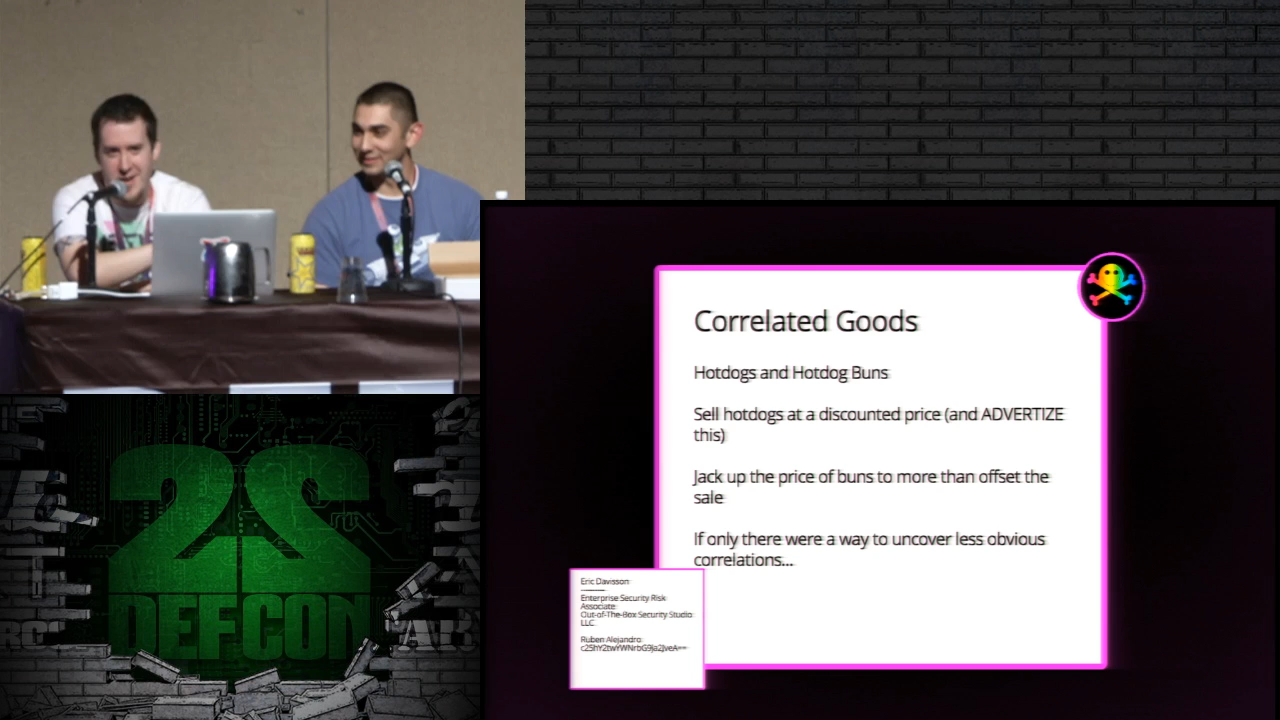 Correlated Goods
Hotdogs and Hotdog Buns
Sell hotdogs at a discounted price (and ADVERTIZE
this)
Jack up the price of buns to more than offset the
sale
If only there were a way to uncover less obvious
correlations...
Eric Davisson
Enterprise Security Risk
Associate
Out-of-The-Box Security Studio
LLC
Ruben Alejandro
22
DEFCON